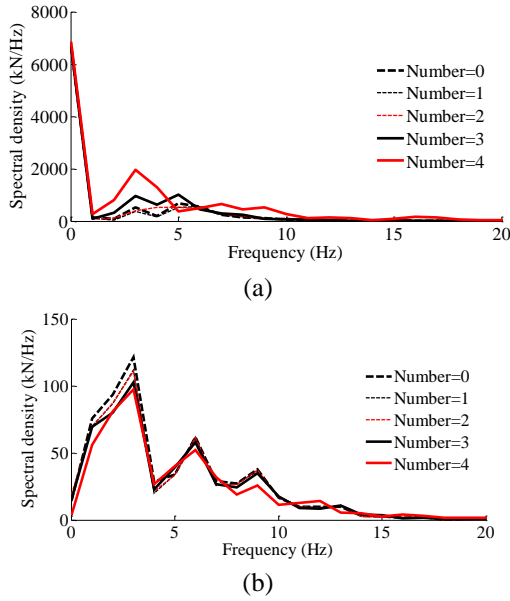 8000
6000
4000
2000
0
Spectral density (kN/Hz)
Number=0
Number=1
Number=2
Number=3
Number=4
0 5 10 15 20
Frequency (Hz)
(a)
150
100
50
0
Spectral density (kN/Hz)
Number=0
Number=1
Number=2
Number=3
Number=4
0 5 10 15 20
Frequency (Hz)
(b)